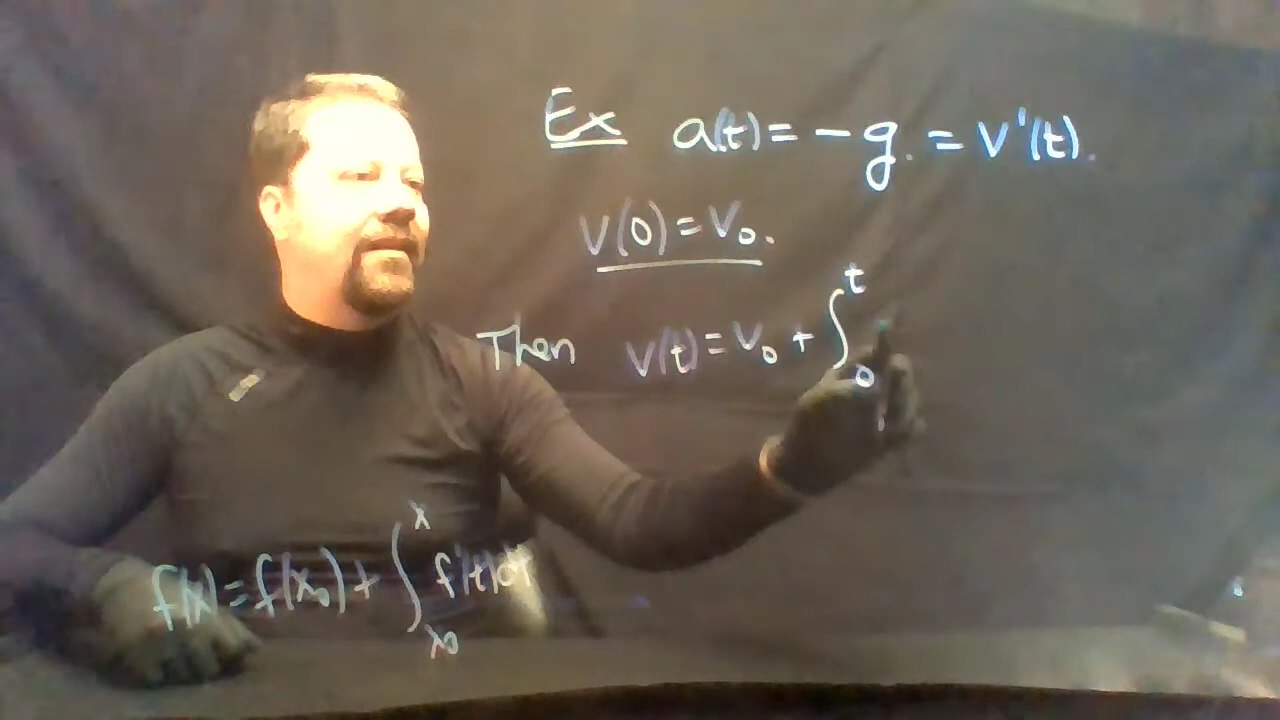 Ex a(t) = -g. = v'(t).
v(0) = v₀.
Then v(t) = v₀ + ∫₀ᵗ
f(x) = f(x₀) + ∫ₓ₀ˣ f'(t)dt